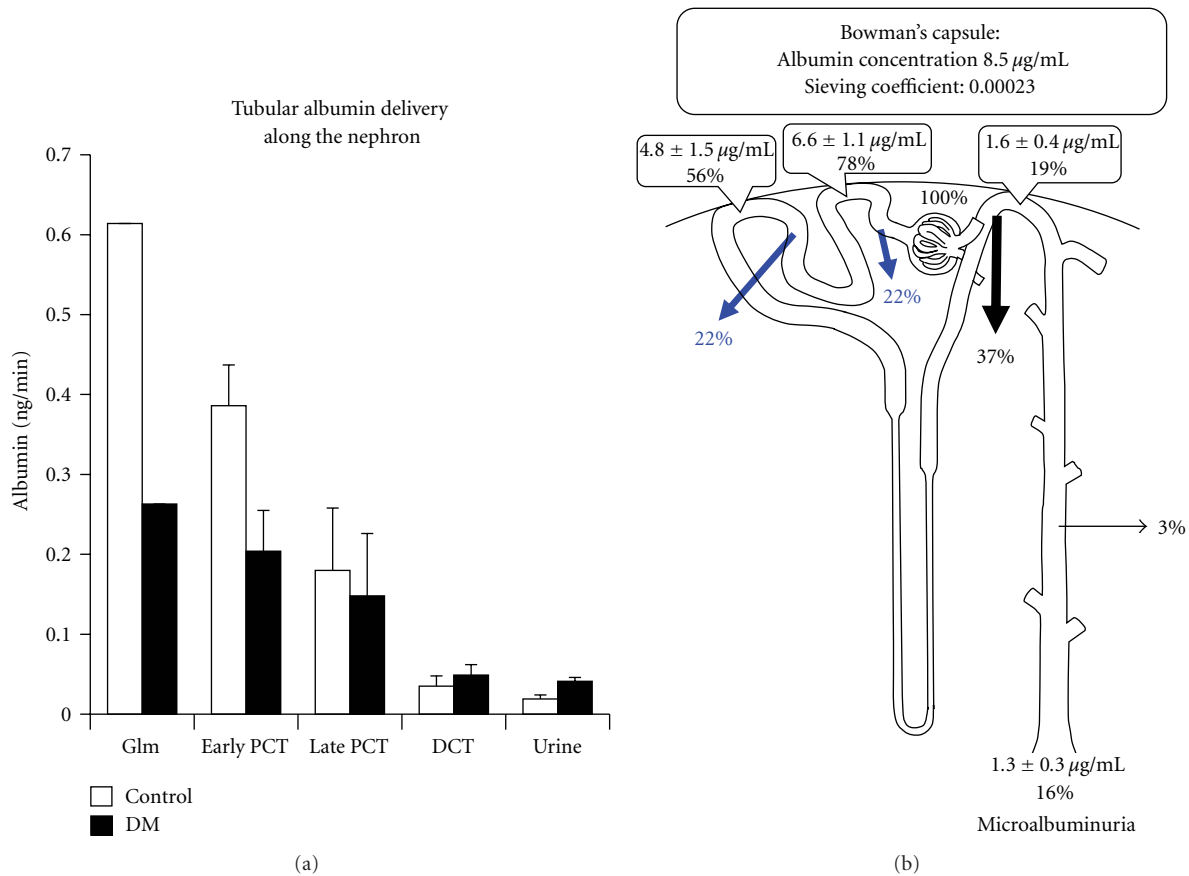 Tubular albumin delivery
along the nephron
Albumin (ng/min)
0.7
0.6
0.5
0.4
0.3
0.2
0.1
0
Glm
Early PCT
Late PCT
DCT
Urine
Control
DM
(a)
Bowman's capsule:
Albumin concentration 8.5 μg/mL
Sieving coefficient: 0.00023
4.8 ± 1.5 μg/mL
56%
6.6 ± 1.1 μg/mL
78%
1.6 ± 0.4 μg/mL
19%
100%
22%
22%
37%
3%
1.3 ± 0.3 μg/mL
16%
Microalbuminuria
(b)